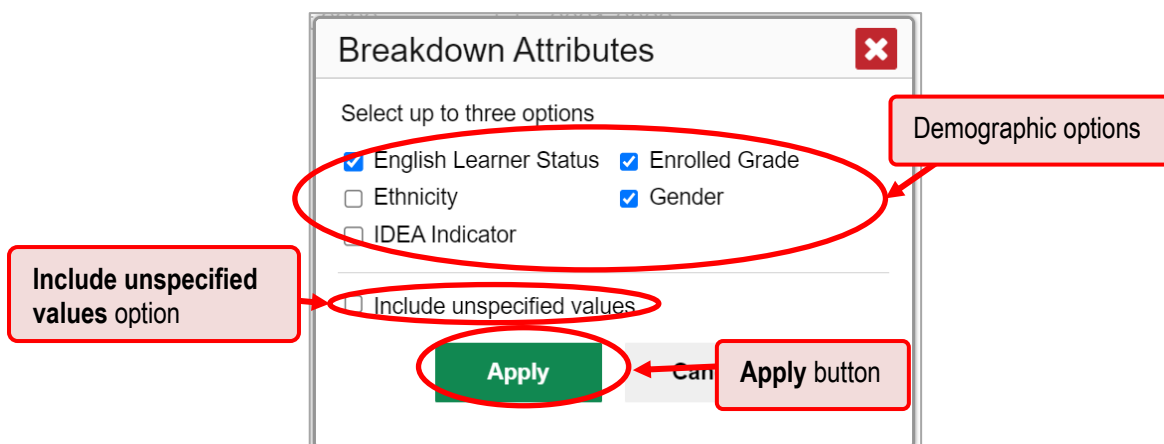 Breakdown Attributes
Select up to three options
Demographic options
English Learner Status Enrolled Grade
Ethnicity Gender
IDEA Indicator
Include unspecified
values option
Include unspecified values
Apply
Apply button